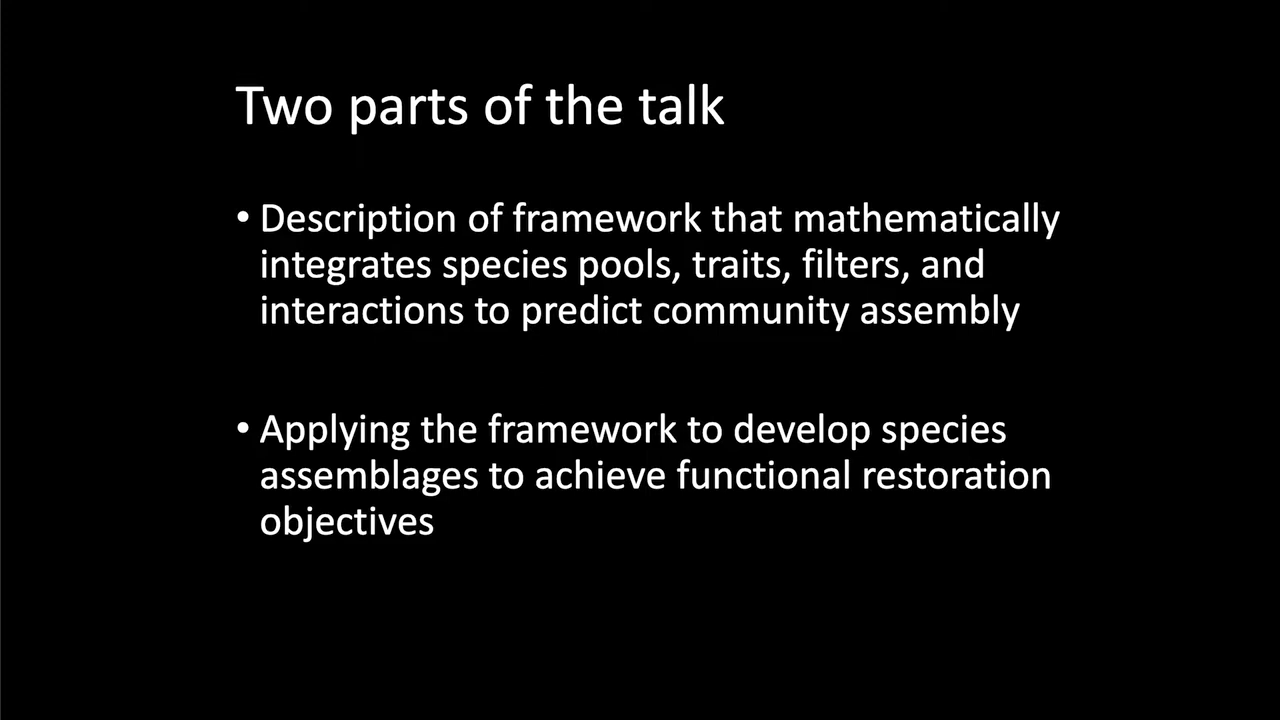 Two parts of the talk
• Description of framework that mathematically
integrates species pools, traits, filters, and
interactions to predict community assembly
• Applying the framework to develop species
assemblages to achieve functional restoration
objectives